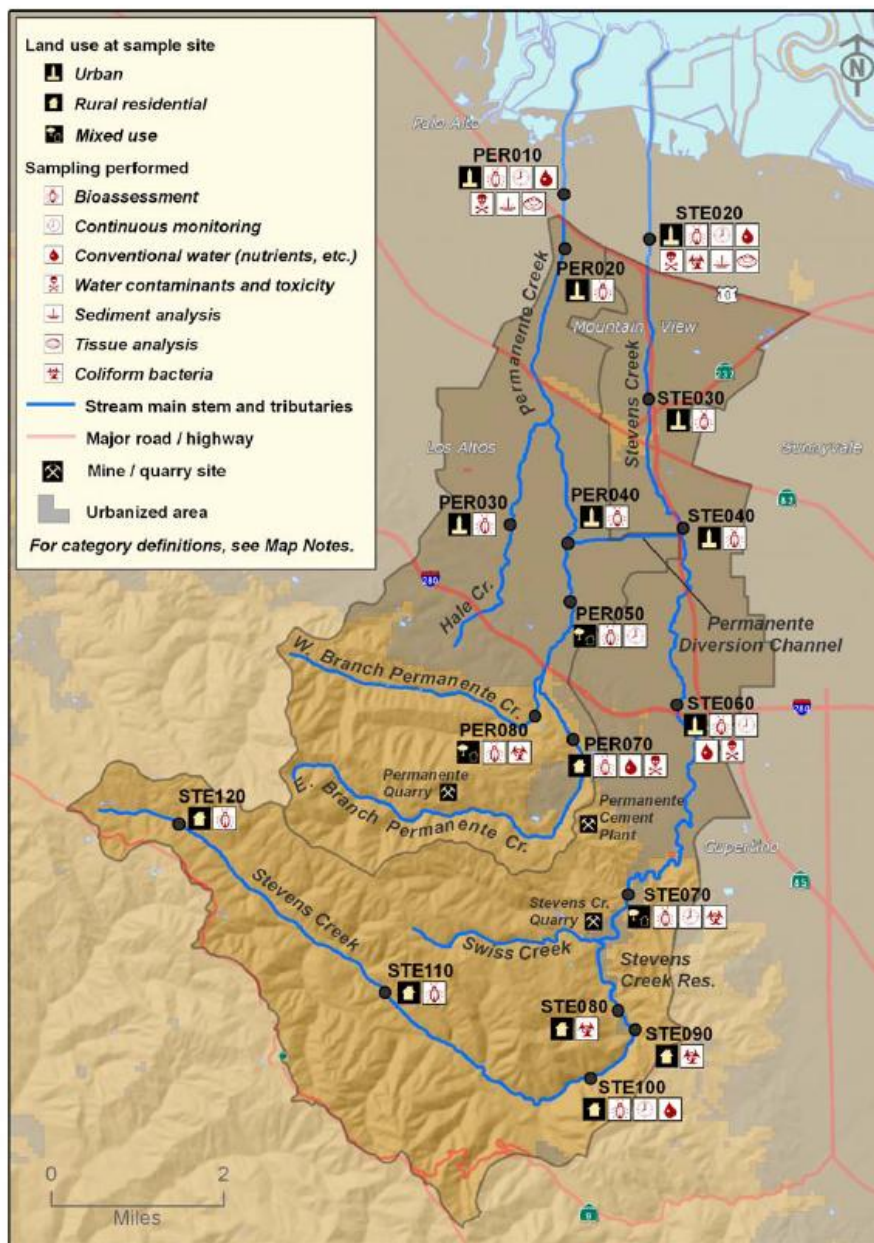 Land use at sample site
Urban
Rural residential
Mixed use
Sampling performed
Bioassessment
Continuous monitoring
Conventional water (nutrients, etc.)
Water contaminants and toxicity
Sediment analysis
Tissue analysis
Coliform bacteria
Stream main stem and tributaries
Major road / highway
Mine / quarry site
Urbanized area
For category definitions, see Map Notes.
N
Palo Alto
PER010
STE020
PER020
Permanente Creek
101
Mountain View
Stevens Creek
237
STE030
Los Altos
Sunnyvale
82
PER030
PER040
STE040
280
Hale Cr.
PER050
Permanente
Diversion Channel
W. Branch Permanente Cr.
STE060
280
PER080
PER070
Permanente
Quarry
E. Branch Permanente Cr.
Permanente
Cement
Plant
STE120
Cupertino
85
Stevens Creek
STE070
Stevens Cr.
Quarry
Swiss Creek
Stevens
Creek Res.
STE110
STE080
STE090
STE100
0 2
Miles
9